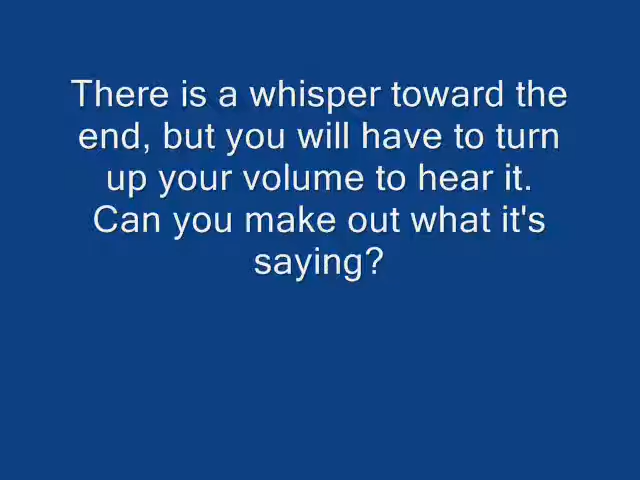 There is a whisper toward the
end, but you will have to turn
up your volume to hear it.
Can you make out what it's
saying?